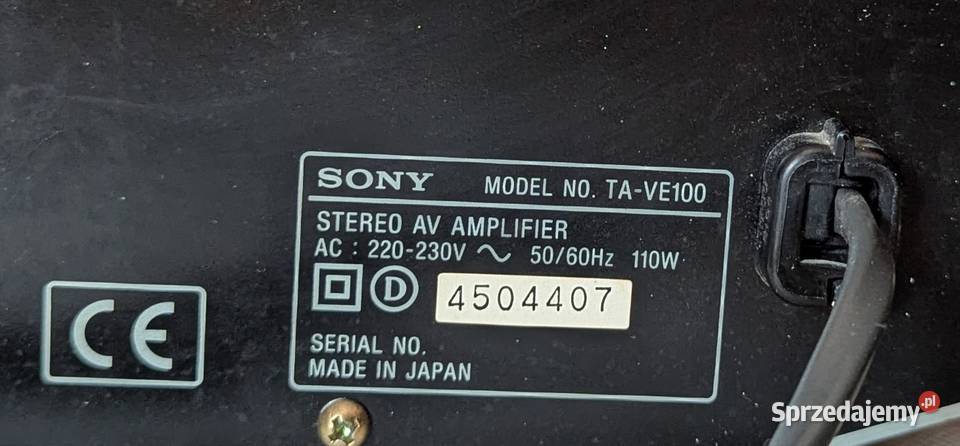 SONY MODEL NO. TA-VE100
STEREO AV AMPLIFIER
AC : 220-230V ~ 50/60Hz 110W
D 4504407
SERIAL NO.
MADE IN JAPAN
CE
Sprzedajemy.pl